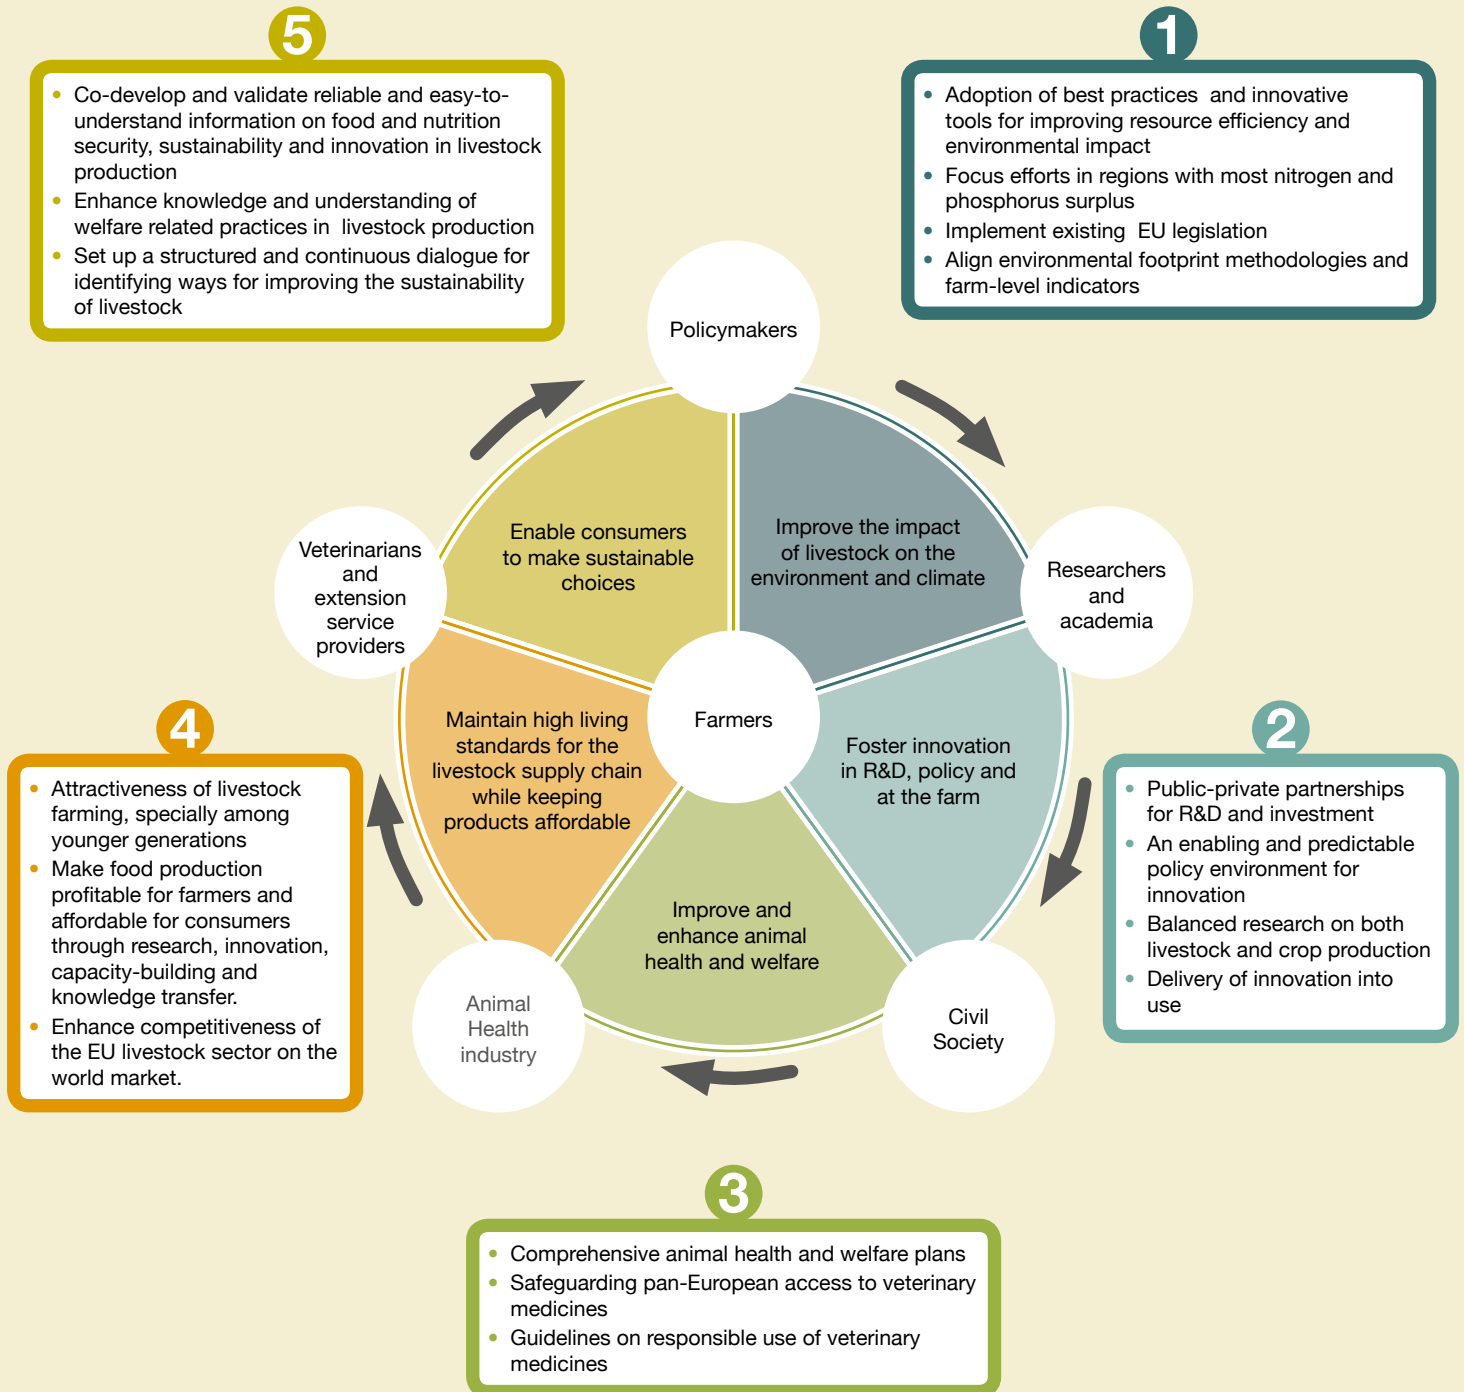 5
• Co-develop and validate reliable and easy-to-
understand information on food and nutrition
security, sustainability and innovation in livestock
production
• Enhance knowledge and understanding of
welfare related practices in livestock production
• Set up a structured and continuous dialogue for
identifying ways for improving the sustainability
of livestock
1
• Adoption of best practices and innovative
tools for improving resource efficiency and
environmental impact
• Focus efforts in regions with most nitrogen and
phosphorus surplus
• Implement existing EU legislation
• Align environmental footprint methodologies and
farm-level indicators
Policymakers
Enable consumers
to make sustainable
choices
Improve the impact
of livestock on the
environment and climate
Veterinarians
and
extension
service
providers
Researchers
and
academia
Farmers
Maintain high living
standards for the
livestock supply chain
while keeping
products affordable
Foster innovation
in R&D, policy and
at the farm
Improve and
enhance animal
health and welfare
Animal
Health
industry
Civil
Society
4
• Attractiveness of livestock
farming, specially among
younger generations
• Make food production
profitable for farmers and
affordable for consumers
through research, innovation,
capacity-building and
knowledge transfer.
• Enhance competitiveness of
the EU livestock sector on the
world market.
2
• Public-private partnerships
for R&D and investment
• An enabling and predictable
policy environment for
innovation
• Balanced research on both
livestock and crop production
• Delivery of innovation into
use
3
• Comprehensive animal health and welfare plans
• Safeguarding pan-European access to veterinary
medicines
• Guidelines on responsible use of veterinary
medicines